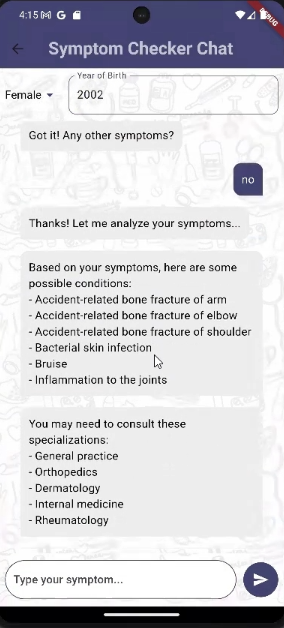 4:15
DEBUG
Symptom Checker Chat
Year of Birth
Female
2002
Got it! Any other symptoms?
no
Thanks! Let me analyze your symptoms...
Based on your symptoms, here are some
possible conditions:
- Accident-related bone fracture of arm
- Accident-related bone fracture of elbow
- Accident-related bone fracture of shoulder
- Bacterial skin infection
- Bruise
- Inflammation to the joints
You may need to consult these
specializations:
- General practice
- Orthopedics
- Dermatology
- Internal medicine
- Rheumatology
Type your symptom...